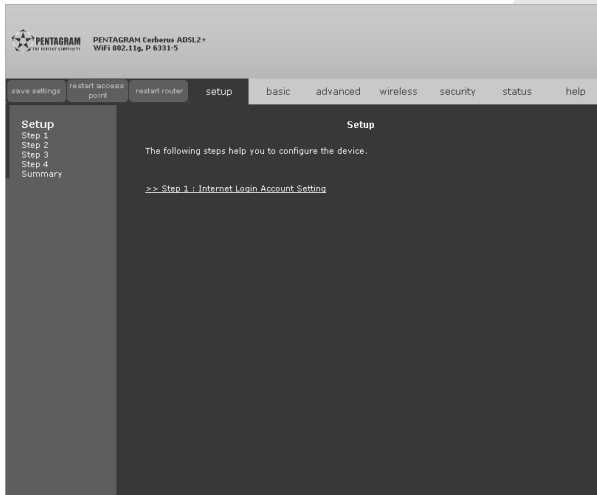 PENTAGRAM
THE PERFECT SIMPLICITY
PENTAGRAM Cerberus ADSL2+
WiFi 802.11g, P 6331-5
save settings
restart access
point
restart router
setup
basic
advanced
wireless
security
status
help
Setup
Step 1
Step 2
Step 3
Step 4
Summary
Setup
The following steps help you to configure the device.
>> Step 1 : Internet Login Account Setting